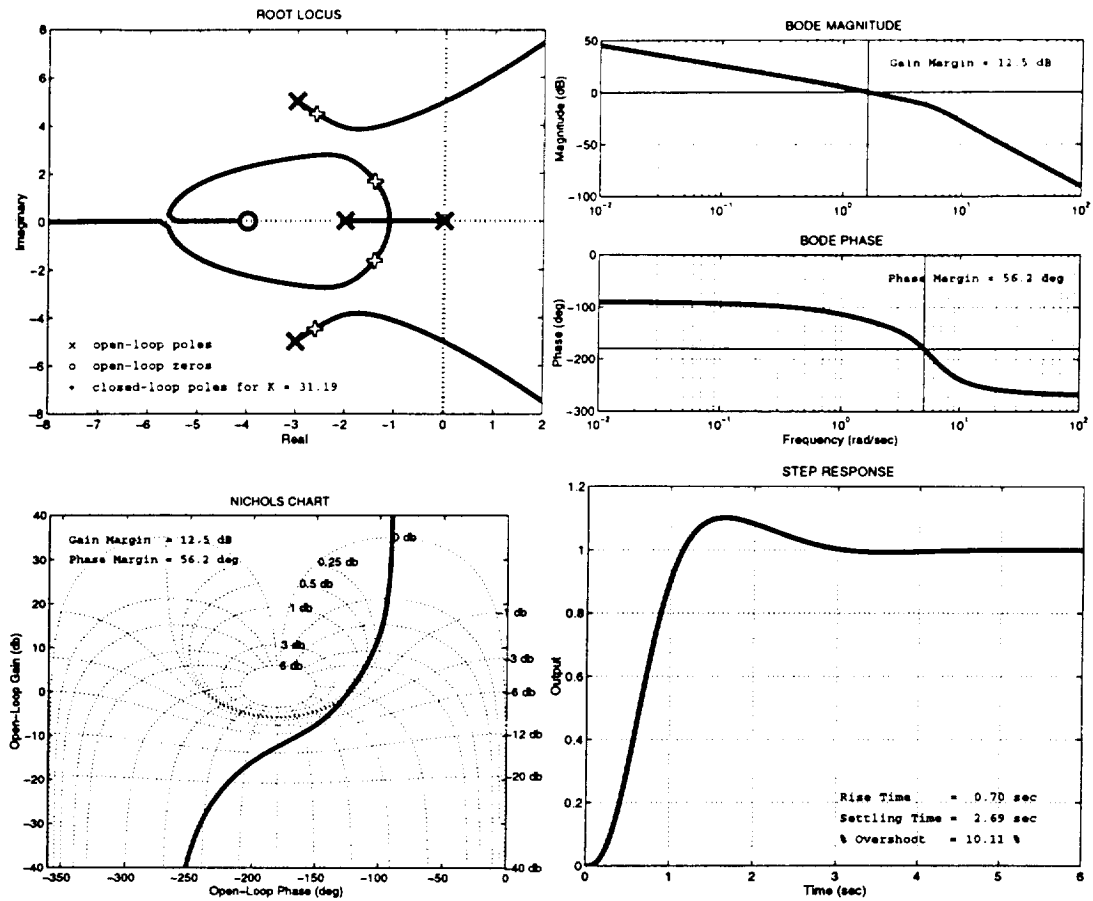 ROOT LOCUS
Imaginary
8
6
4
2
0
-2
-4
-6
-8
× open-loop poles
o open-loop zeros
+ closed-loop poles for K = 31.19
-8 -7 -6 -5 -4 -3 -2 -1 0 1 2
Real
BODE MAGNITUDE
Magnitude (dB)
50
0
-50
-100
Gain Margin = 12.5 dB
10^-2 10^-1 10^0 10^1 10^2
BODE PHASE
Phase (deg)
0
-100
-200
-300
Phase Margin = 56.2 deg
10^-2 10^-1 10^0 10^1 10^2
Frequency (rad/sec)
NICHOLS CHART
Open-Loop Gain (db)
40
30
20
10
0
-10
-20
-30
-40
Gain Margin = 12.5 dB
Phase Margin = 56.2 deg
0 db
0.25 db
0.5 db
1 db
3 db
6 db
-1 db
-3 db
-6 db
-12 db
-20 db
-40 db
-350 -300 -250 -200 -150 -100 -50 0
Open-Loop Phase (deg)
STEP RESPONSE
Output
1.2
1
0.8
0.6
0.4
0.2
0
Rise Time = 0.70 sec
Settling Time = 2.69 sec
% Overshoot = 10.11 %
0 1 2 3 4 5 6
Time (sec)